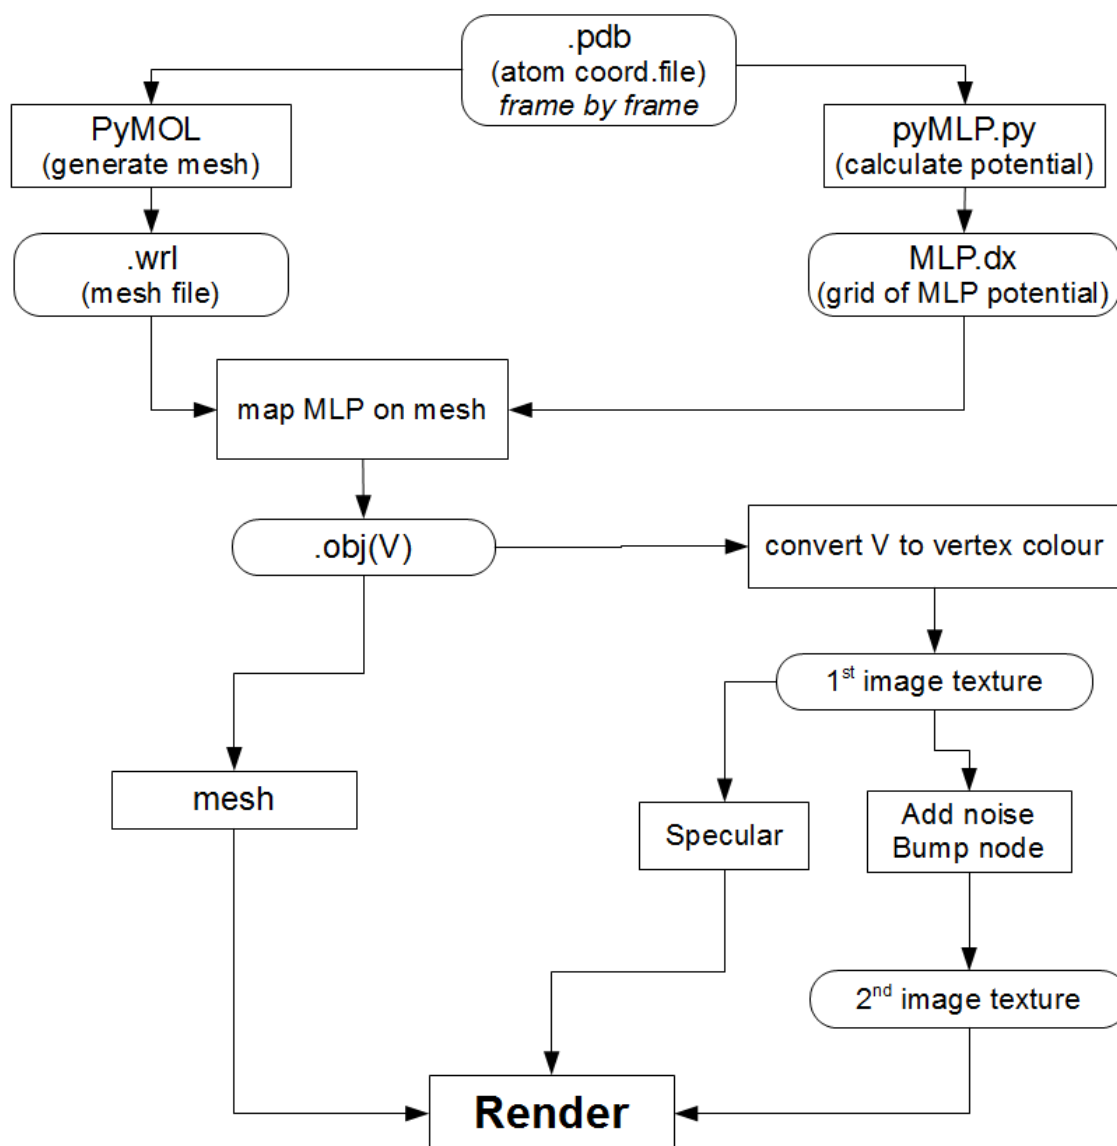 .pdb
(atom coord.file)
frame by frame
PyMOL
(generate mesh)
pyMLP.py
(calculate potential)
.wrl
(mesh file)
MLP.dx
(grid of MLP potential)
map MLP on mesh
.obj(V)
convert V to vertex colour
1st image texture
mesh
Specular
Add noise
Bump node
2nd image texture
Render